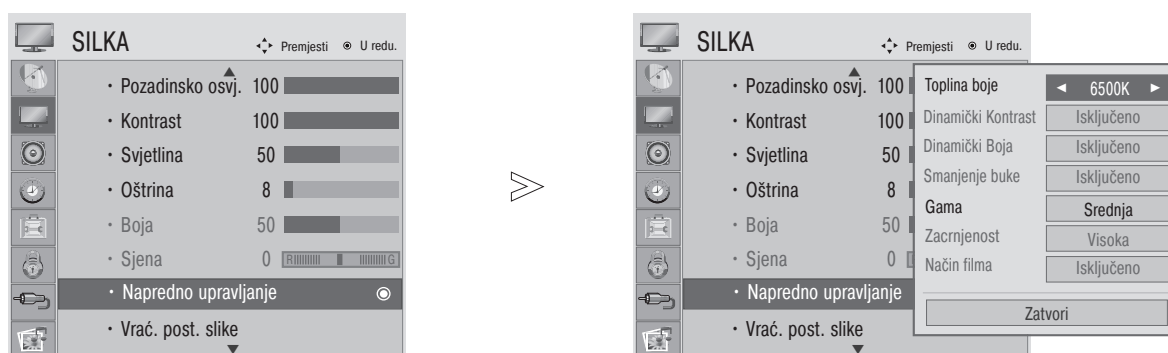 SILKA
Premjesti U redu.
• Pozadinsko osvj. 100
• Kontrast 100
• Svjetlina 50
• Oštrina 8
• Boja 50
• Sjena 0 R G
• Napredno upravljanje
• Vrać. post. slike
SILKA
Premjesti U redu.
• Pozadinsko osvj. 100
• Kontrast 100
• Svjetlina 50
• Oštrina 8
• Boja 50
• Sjena 0
• Napredno upravljanje
• Vrać. post. slike
Toplina boje ◄ 6500K ►
Dinamički Kontrast Isključeno
Dinamički Boja Isključeno
Smanjenje buke Isključeno
Gama Srednja
Zacrnjenost Visoka
Način filma Isključeno
Zatvori